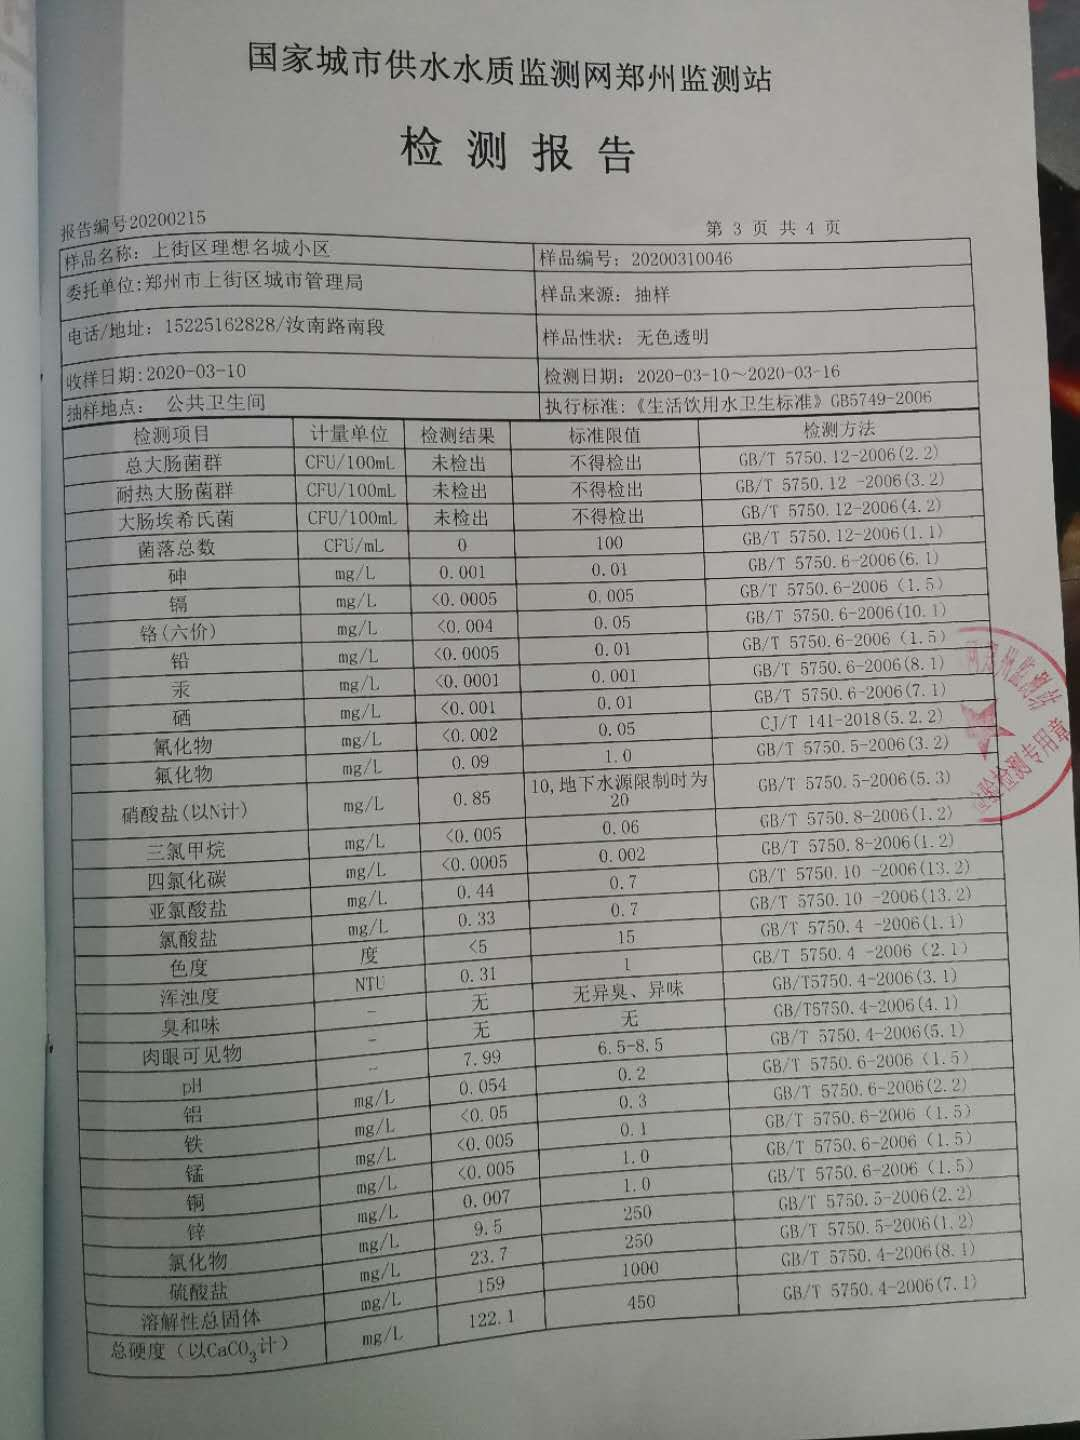 国家城市供水水质监测网郑州监测站
检测报告
报告编号20200215
第 3 页 共 4 页
样品名称：上街区理想名城小区 样品编号：20200310046
委托单位:郑州市上街区城市管理局 样品来源：抽样
电话/地址：15225162828/汝南路南段 样品性状：无色透明
收样日期:2020-03-10 检测日期：2020-03-10～2020-03-16
抽样地点： 公共卫生间 执行标准:《生活饮用水卫生标准》GB5749-2006
检测项目 计量单位 检测结果 标准限值 检测方法
总大肠菌群 CFU/100mL 未检出 不得检出 GB/T 5750.12-2006(2.2)
耐热大肠菌群 CFU/100mL 未检出 不得检出 GB/T 5750.12 -2006(3.2)
大肠埃希氏菌 CFU/100mL 未检出 不得检出 GB/T 5750.12-2006(4.2)
菌落总数 CFU/mL 0 100 GB/T 5750.12-2006(1.1)
砷 mg/L 0.001 0.01 GB/T 5750.6-2006(6.1)
镉 mg/L <0.0005 0.005 GB/T 5750.6-2006 (1.5)
铬(六价) mg/L <0.004 0.05 GB/T 5750.6-2006(10.1)
铅 mg/L <0.0005 0.01 GB/T 5750.6-2006 (1.5)
汞 mg/L <0.0001 0.001 GB/T 5750.6-2006(8.1)
硒 mg/L <0.001 0.01 GB/T 5750.6-2006(7.1)
氰化物 mg/L <0.002 0.05 CJ/T 141-2018(5.2.2)
氟化物 mg/L 0.09 1.0 GB/T 5750.5-2006(3.2)
硝酸盐(以N计) mg/L 0.85 10,地下水源限制时为20 GB/T 5750.5-2006(5.3)
三氯甲烷 mg/L <0.005 0.06 GB/T 5750.8-2006(1.2)
四氯化碳 mg/L <0.0005 0.002 GB/T 5750.8-2006(1.2)
亚氯酸盐 mg/L 0.44 0.7 GB/T 5750.10 -2006(13.2)
氯酸盐 mg/L 0.33 0.7 GB/T 5750.10 -2006(13.2)
色度 度 <5 15 GB/T 5750.4 -2006(1.1)
浑浊度 NTU 0.31 1 GB/T 5750.4 -2006 (2.1)
臭和味 - 无 无异臭、异味 GB/T5750.4-2006(3.1)
肉眼可见物 - 无 无 GB/T5750.4-2006(4.1)
pH - 7.99 6.5-8.5 GB/T 5750.4-2006(5.1)
铝 mg/L 0.054 0.2 GB/T 5750.6-2006 (1.5)
铁 mg/L <0.05 0.3 GB/T 5750.6-2006(2.2)
锰 mg/L <0.005 0.1 GB/T 5750.6-2006 (1.5)
铜 mg/L <0.005 1.0 GB/T 5750.6-2006 (1.5)
锌 mg/L 0.007 1.0 GB/T 5750.6-2006 (1.5)
氯化物 mg/L 9.5 250 GB/T 5750.5-2006(2.2)
硫酸盐 mg/L 23.7 250 GB/T 5750.5-2006(1.2)
溶解性总固体 mg/L 159 1000 GB/T 5750.4-2006(8.1)
总硬度（以CaCO₃计） mg/L 122.1 450 GB/T 5750.4-2006(7.1)
网郑州监测站
检验检测专用章